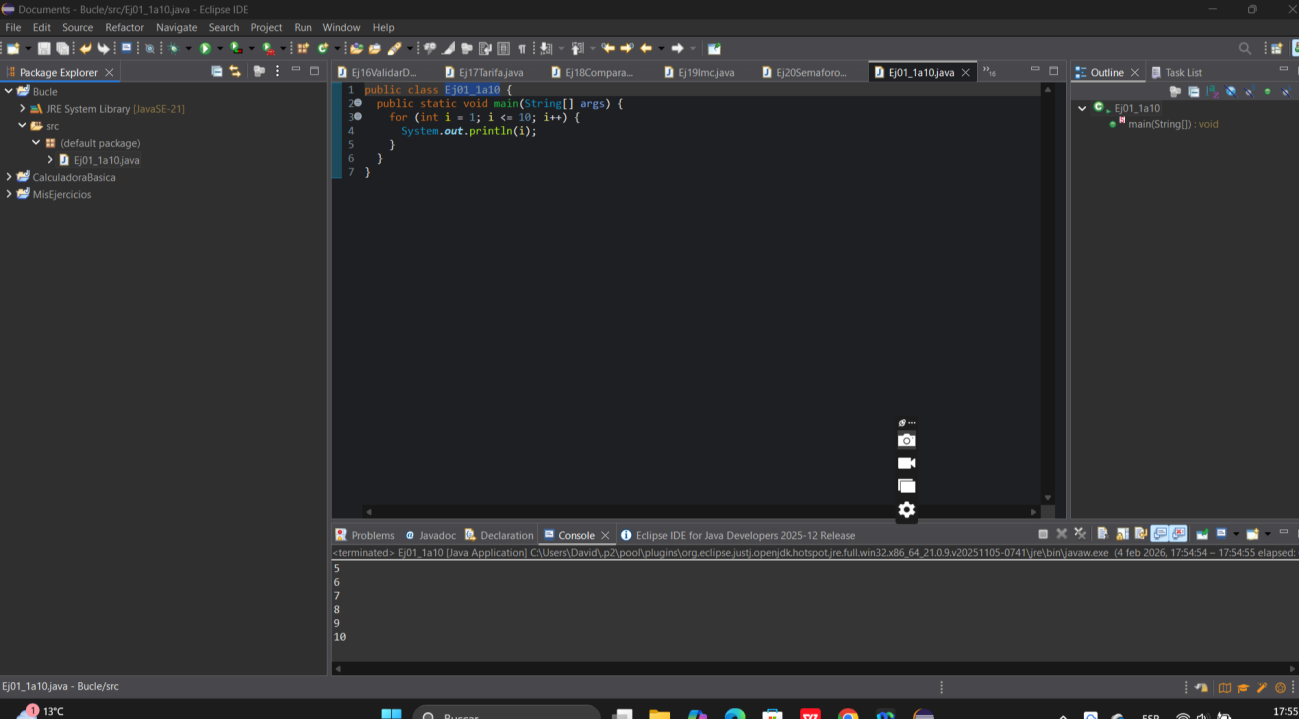 Documents - Bucle/src/Ej01_1a10.java - Eclipse IDE
File Edit Source Refactor Navigate Search Project Run Window Help
Package Explorer
Bucle
JRE System Library [JavaSE-21]
src
(default package)
Ej01_1a10.java
CalculadoraBasica
MisEjercicios
Ej16ValidarD... Ej17Tarifa.java Ej18Compara... Ej19Imc.java Ej20Semaforo... Ej01_1a10.java »16
1 public class Ej01_1a10 {
2 public static void main(String[] args) {
3 for (int i = 1; i <= 10; i++) {
4 System.out.println(i);
5 }
6 }
7 }
Outline Task List
Ej01_1a10
main(String[]) : void
Problems Javadoc Declaration Console Eclipse IDE for Java Developers 2025-12 Release
<terminated> Ej01_1a10 [Java Application] C:\Users\David\.p2\pool\plugins\org.eclipse.justj.openjdk.hotspot.jre.full.win32.x86_64_21.0.9.v20251105-0741\jre\bin\javaw.exe (4 feb 2026, 17:54:54 – 17:54:55 elapsed:
5
6
7
8
9
10
Ej01_1a10.java - Bucle/src
1
13°C
Buscar
ESP
17:55